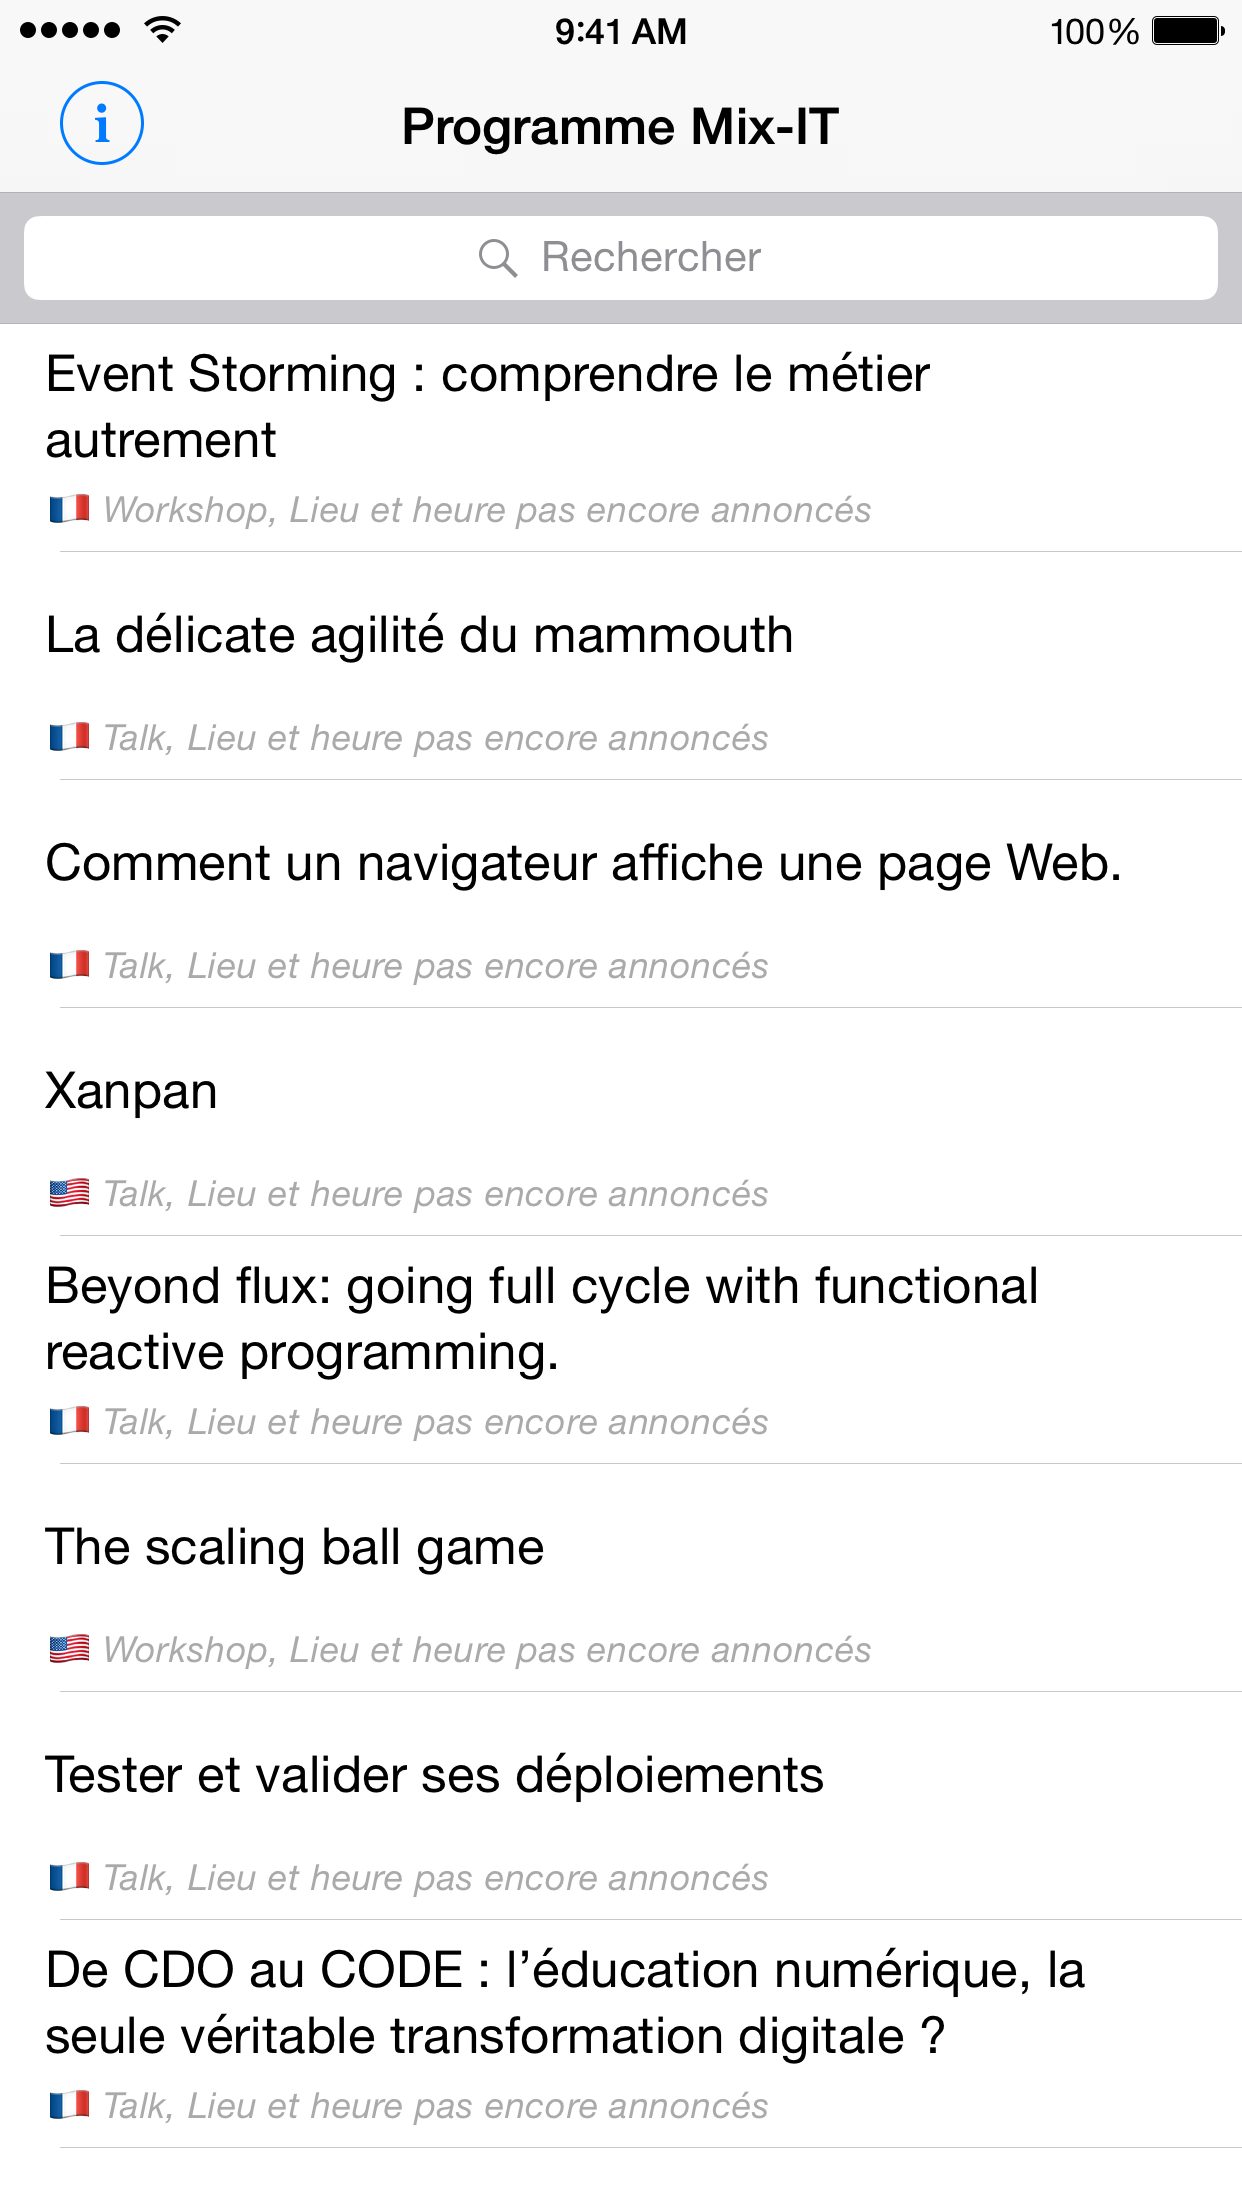 9:41 AM
100%
i
Programme Mix-IT
Rechercher
Event Storming : comprendre le métier
autrement
Workshop, Lieu et heure pas encore annoncés
La délicate agilité du mammouth
Talk, Lieu et heure pas encore annoncés
Comment un navigateur affiche une page Web.
Talk, Lieu et heure pas encore annoncés
Xanpan
Talk, Lieu et heure pas encore annoncés
Beyond flux: going full cycle with functional
reactive programming.
Talk, Lieu et heure pas encore annoncés
The scaling ball game
Workshop, Lieu et heure pas encore annoncés
Tester et valider ses déploiements
Talk, Lieu et heure pas encore annoncés
De CDO au CODE : l’éducation numérique, la
seule véritable transformation digitale ?
Talk, Lieu et heure pas encore annoncés